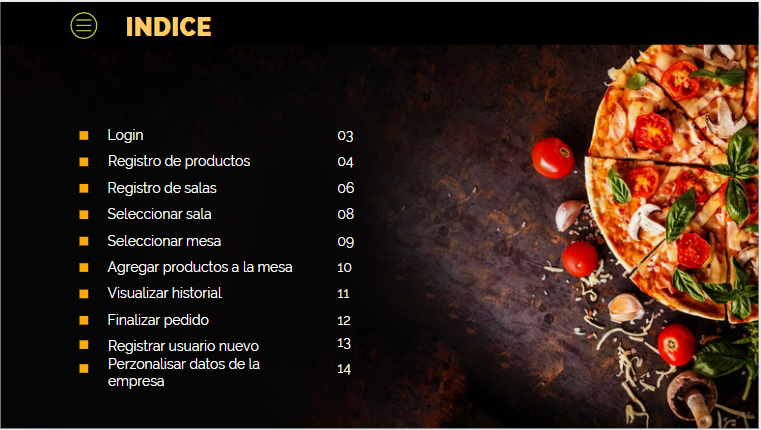 INDICE
Login 03
Registro de productos 04
Registro de salas 06
Seleccionar sala 08
Seleccionar mesa 09
Agregar productos a la mesa 10
Visualizar historial 11
Finalizar pedido 12
Registrar usuario nuevo 13
Perzonalisar datos de la 14
empresa